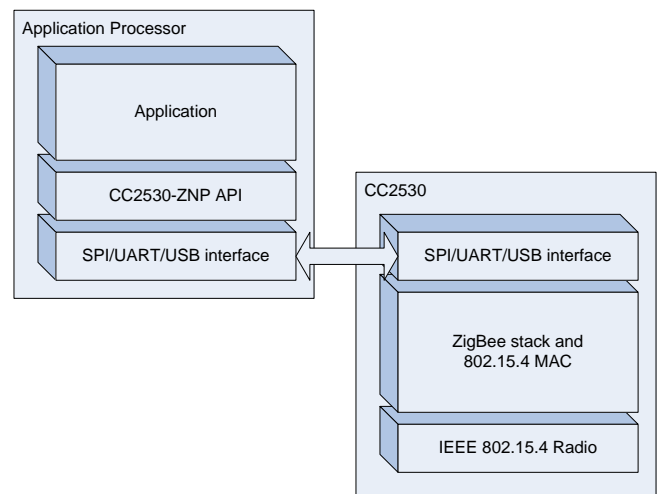 Application Processor
Application
CC2530-ZNP API
SPI/UART/USB interface
CC2530
SPI/UART/USB interface
ZigBee stack and
802.15.4 MAC
IEEE 802.15.4 Radio